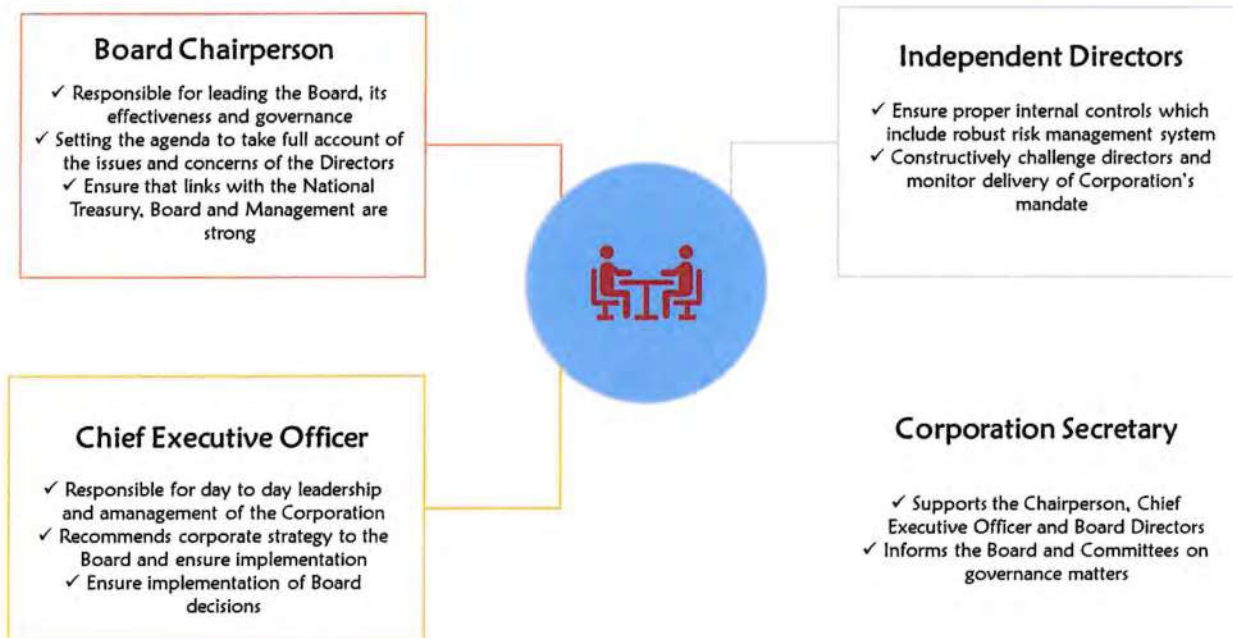 Board Chairperson
✓ Responsible for leading the Board, its
effectiveness and governance
✓ Setting the agenda to take full account of
the issues and concerns of the Directors
✓ Ensure that links with the National
Treasury, Board and Management are
strong
Independent Directors
✓ Ensure proper internal controls which
include robust risk management system
✓ Constructively challenge directors and
monitor delivery of Corporation's
mandate
Chief Executive Officer
✓ Responsible for day to day leadership
and amanagement of the Corporation
✓ Recommends corporate strategy to the
Board and ensure implementation
✓ Ensure implementation of Board
decisions
Corporation Secretary
✓ Supports the Chairperson, Chief
Executive Officer and Board Directors
✓ Informs the Board and Committees on
governance matters